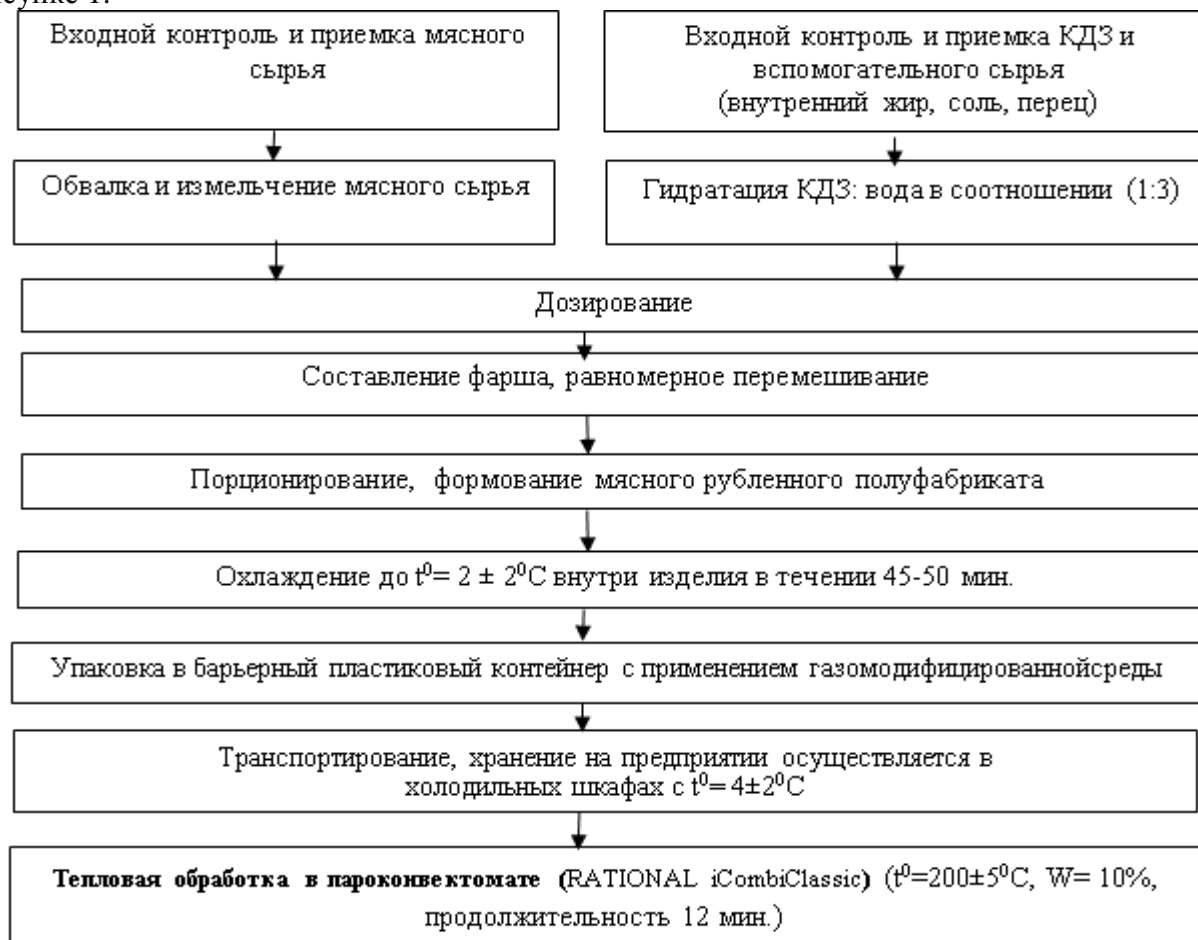 Входной контроль и приемка мясного
сырья
Входной контроль и приемка КДЗ и
вспомогательного сырья
(внутренний жир, соль, перец)
Обвалка и измельчение мясного сырья
Гидратация КДЗ: вода в соотношении (1:3)
Дозирование
Составление фарша, равномерное перемешивание
Порционирование, формование мясного рубленного полуфабриката
Охлаждение до t⁰= 2 ± 2⁰С внутри изделия в течении 45-50 мин.
Упаковка в барьерный пластиковый контейнер с применением газомодифицированнойсреды
Транспортирование, хранение на предприятии осуществляется в
холодильных шкафах с t⁰= 4±2⁰С
Тепловая обработка в пароконвектомате (RATIONAL iCombiClassic) (t⁰=200±5⁰С, W= 10%,
продолжительность 12 мин.)